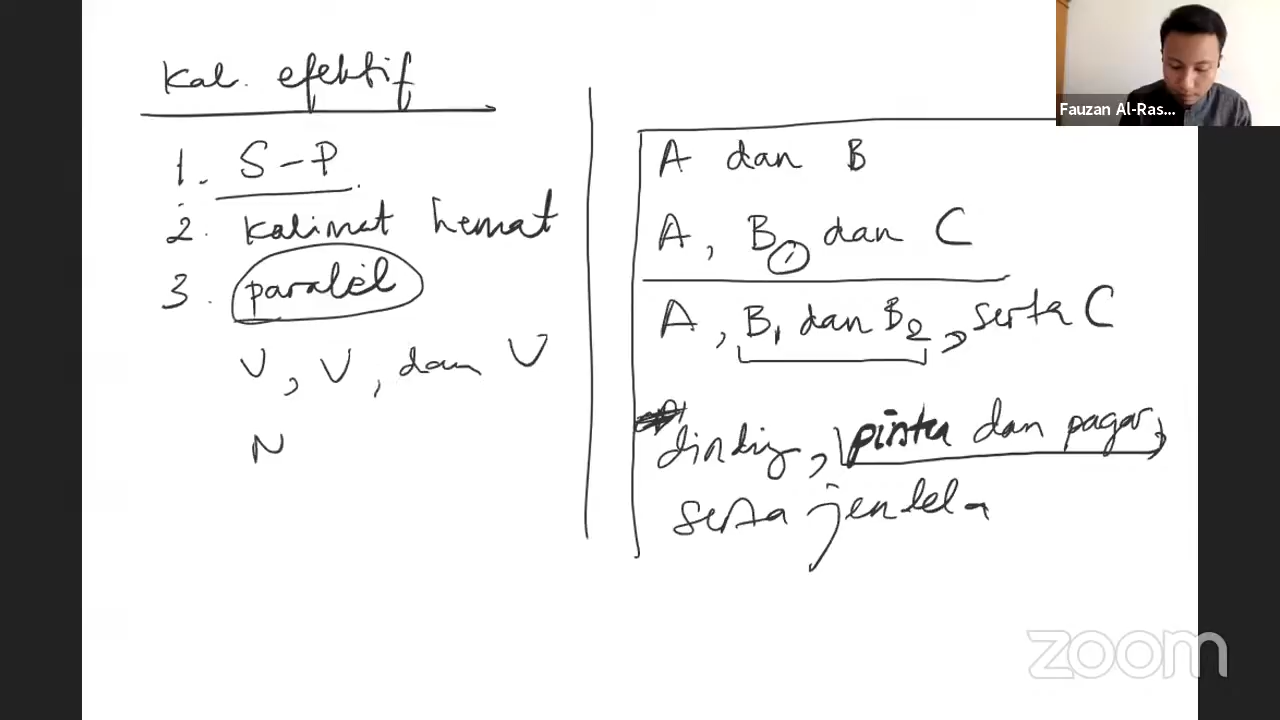 Kal. efektif
1. S-P
2. kalimat hemat
3. paralel
V, V, dan V
N
A dan B
A, B, dan C
A, B1 dan B2, serta C
dinding, pintu dan pagar,
serta jendela
Fauzan Al-Ras...
zoom